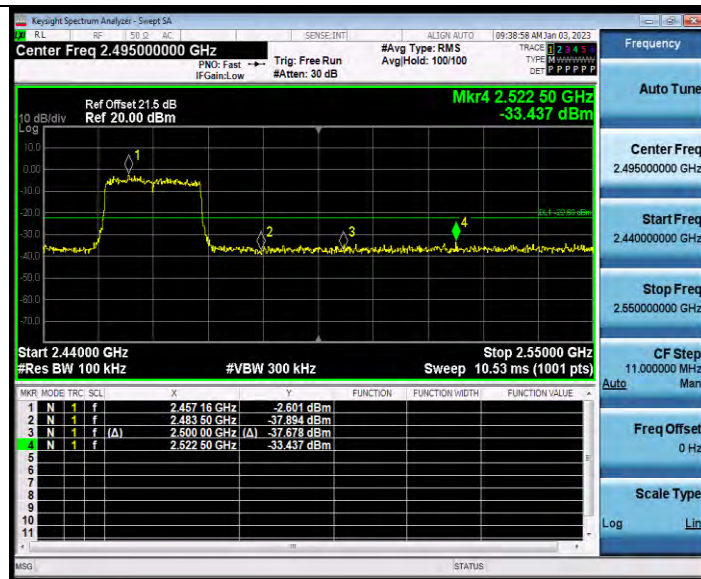 Keysight Spectrum Analyzer - Swept SA
LXI RL RF 50 Ω AC SENSE:INT ALIGN AUTO 09:38:58 AM Jan 03, 2023
Center Freq 2.495000000 GHz
#Avg Type: RMS
TRACE 1 2 3 4 5 6
PNO: Fast
Trig: Free Run
Avg|Hold: 100/100
TYPE M WWWWW
IFGain:Low
#Atten: 30 dB
DET P P P P P P
Mkr4 2.522 50 GHz
-33.437 dBm
Ref Offset 21.5 dB
10 dB/div Ref 20.00 dBm
Log
10.0
0.00
-10.0
-20.0
-30.0
-40.0
-50.0
-60.0
-70.0
1
2
3
4
DL1 -22.60 dBm
Start 2.44000 GHz
Stop 2.55000 GHz
#Res BW 100 kHz
#VBW 300 kHz
Sweep 10.53 ms (1001 pts)
MKR MODE TRC SCL X Y FUNCTION FUNCTION WIDTH FUNCTION VALUE
1 N 1 f 2.457 16 GHz -2.601 dBm
2 N 1 f 2.483 50 GHz -37.894 dBm
3 N 1 f (Δ) 2.500 00 GHz (Δ) -37.678 dBm
4 N 1 f 2.522 50 GHz -33.437 dBm
5
6
7
8
9
10
11
MSG
STATUS
Frequency
Auto Tune
Center Freq
2.495000000 GHz
Start Freq
2.440000000 GHz
Stop Freq
2.550000000 GHz
CF Step
11.000000 MHz
Auto Man
Freq Offset
0 Hz
Scale Type
Log Lin